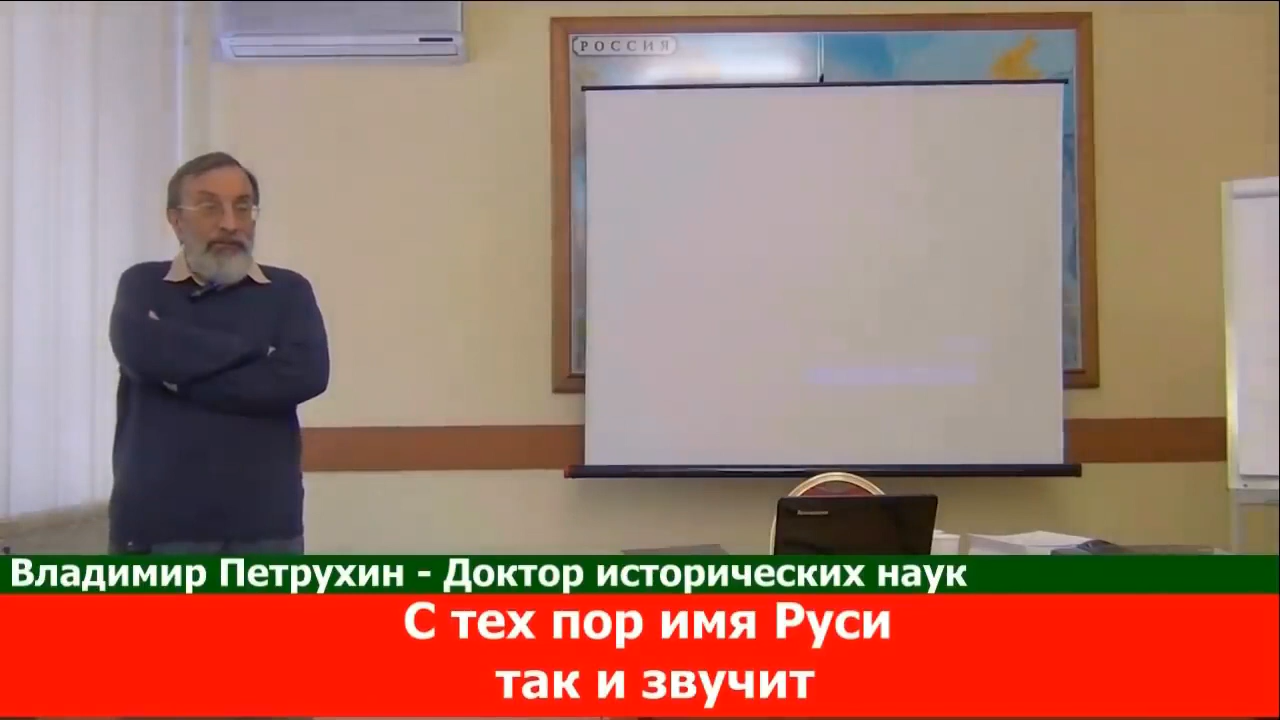 РОССИЯ
Владимир Петрухин - Доктор исторических наук
С тех пор имя Руси
так и звучит